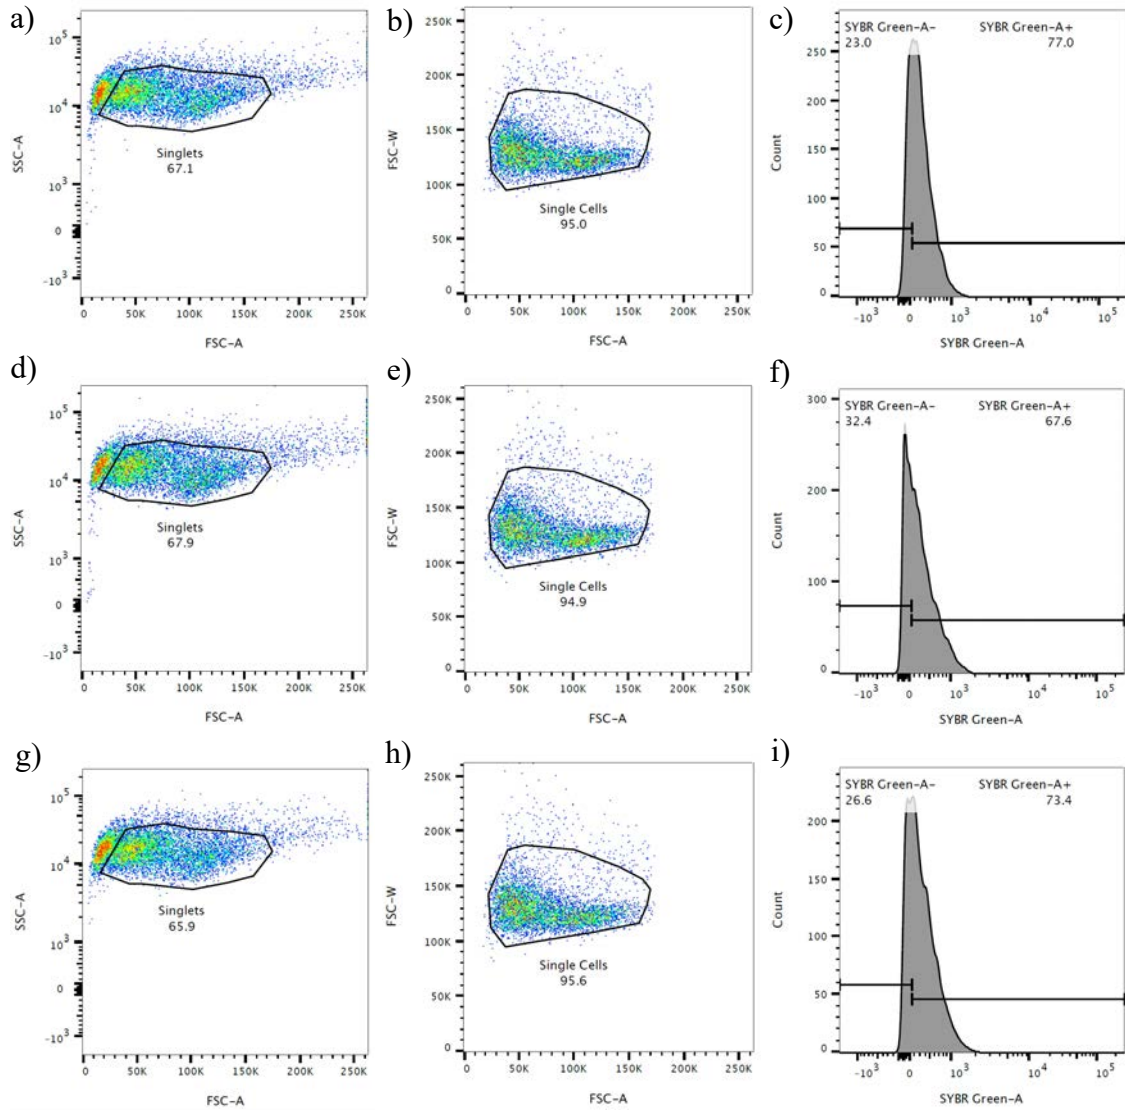 a)
10^5
10^4
10^3
0
-10^3
SSC-A
Singlets
67.1
0 50K 100K 150K 200K 250K
FSC-A
b)
250K
200K
150K
100K
50K
0
FSC-W
Single Cells
95.0
0 50K 100K 150K 200K 250K
FSC-A
c)
SYBR Green-A- SYBR Green-A+
23.0 77.0
250
200
150
100
50
0
Count
-10^3 0 10^3 10^4 10^5
SYBR Green-A
d)
10^5
10^4
10^3
0
-10^3
SSC-A
Singlets
67.9
0 50K 100K 150K 200K 250K
FSC-A
e)
250K
200K
150K
100K
50K
0
FSC-W
Single Cells
94.9
0 50K 100K 150K 200K 250K
FSC-A
f)
300
SYBR Green-A- SYBR Green-A+
32.4 67.6
200
100
0
Count
-10^3 0 10^3 10^4 10^5
SYBR Green-A
g)
10^5
10^4
10^3
0
-10^3
SSC-A
Singlets
65.9
0 50K 100K 150K 200K 250K
FSC-A
h)
250K
200K
150K
100K
50K
0
FSC-W
Single Cells
95.6
0 50K 100K 150K 200K 250K
FSC-A
i)
SYBR Green-A- SYBR Green-A+
26.6 73.4
200
150
100
50
0
Count
-10^3 0 10^3 10^4 10^5
SYBR Green-A